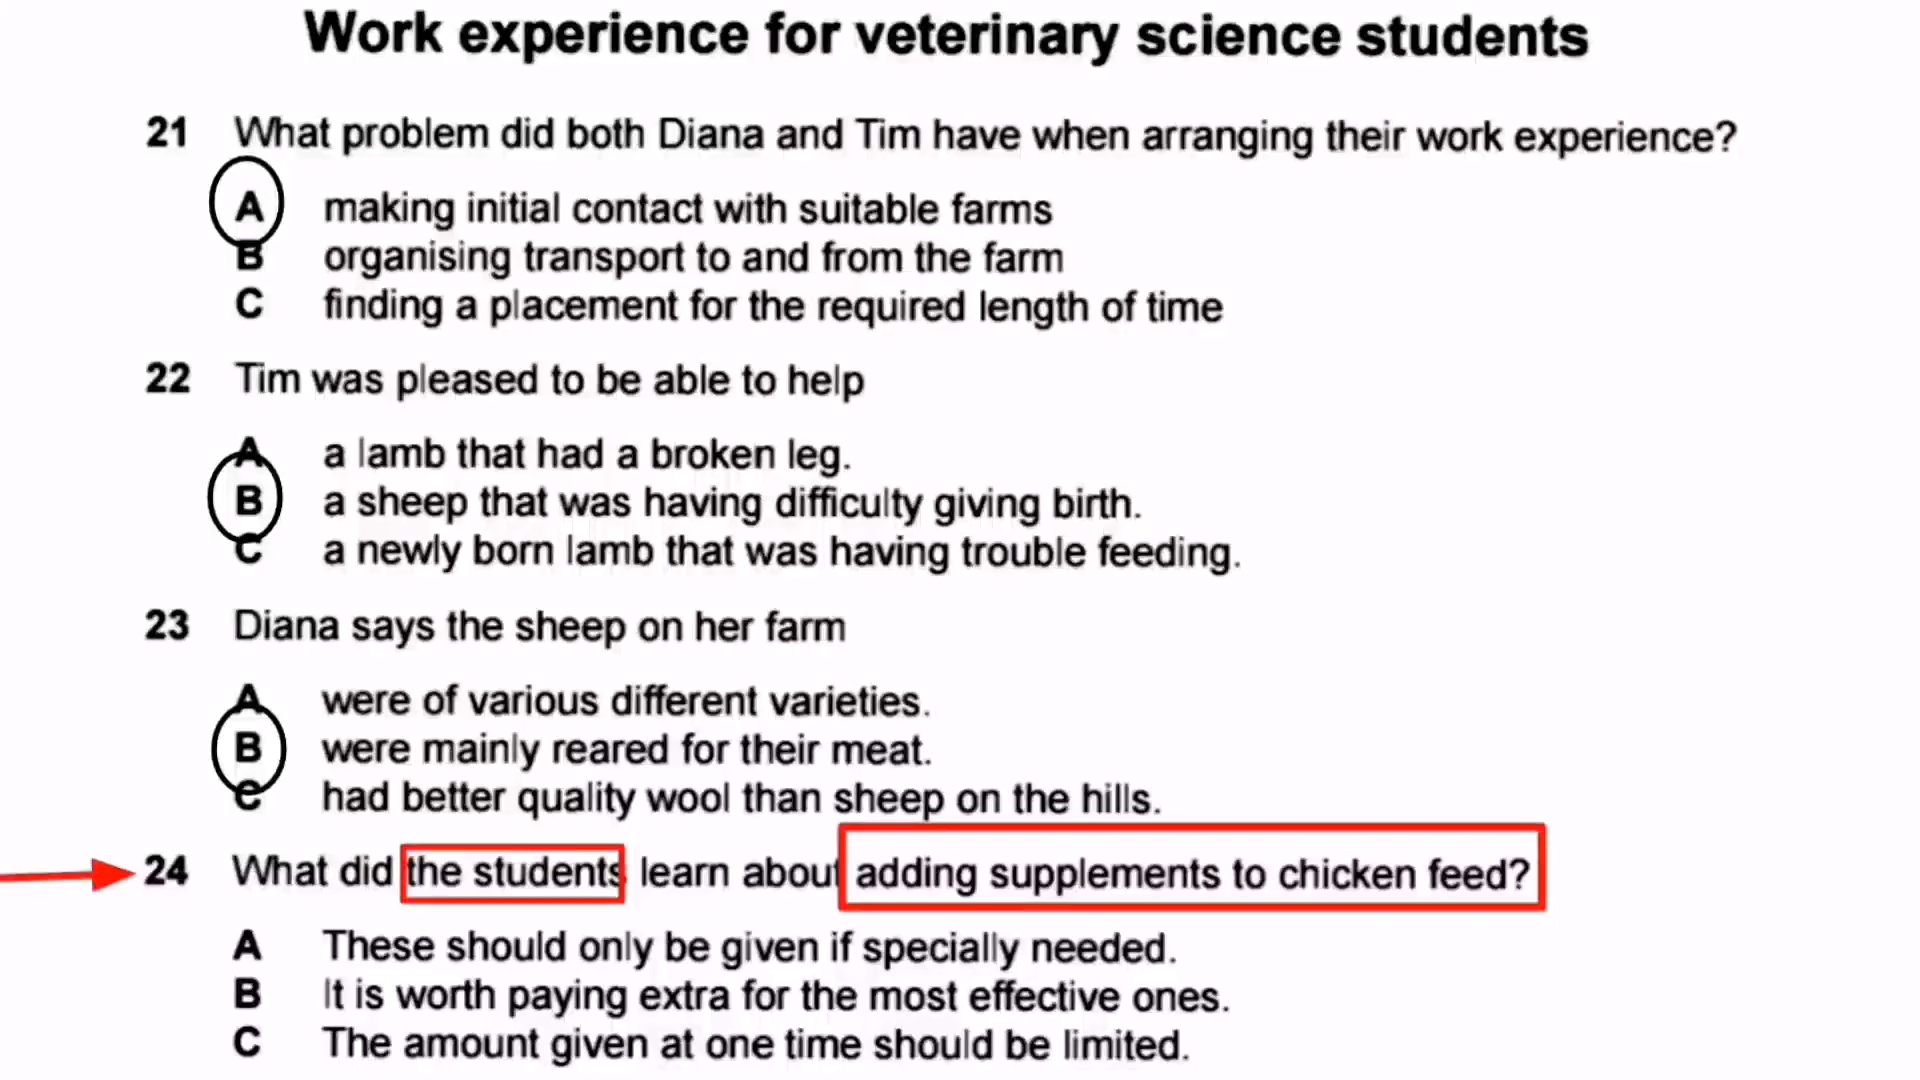 Work experience for veterinary science students
21 What problem did both Diana and Tim have when arranging their work experience?
A making initial contact with suitable farms
B organising transport to and from the farm
C finding a placement for the required length of time
22 Tim was pleased to be able to help
A a lamb that had a broken leg.
B a sheep that was having difficulty giving birth.
C a newly born lamb that was having trouble feeding.
23 Diana says the sheep on her farm
A were of various different varieties.
B were mainly reared for their meat.
C had better quality wool than sheep on the hills.
24 What did the students learn about adding supplements to chicken feed?
A These should only be given if specially needed.
B It is worth paying extra for the most effective ones.
C The amount given at one time should be limited.